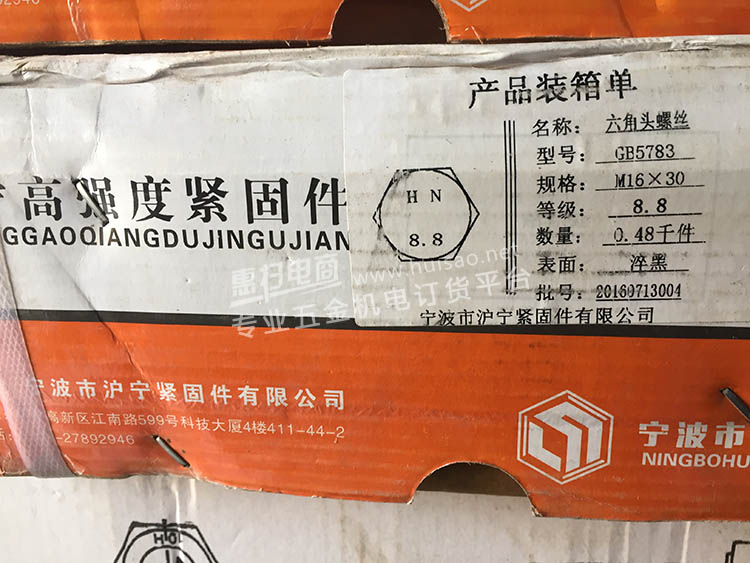 产品装箱单
名称：六角头螺丝
型号：GB5783
规格：M16×30
等级：8.8
数量：0.48千件
表面：淬黑
批号：20160713004
宁波市沪宁紧固件有限公司
H N
8.8
高强度紧固件
GGAOQIANGDUJINGUJIAN
惠扫电商
www.huisao.net
专业五金机电订货平台
宁波市沪宁紧固件有限公司
高新区江南路599号科技大厦4楼411-44-2
-27892946
宁波市
NINGBOHU